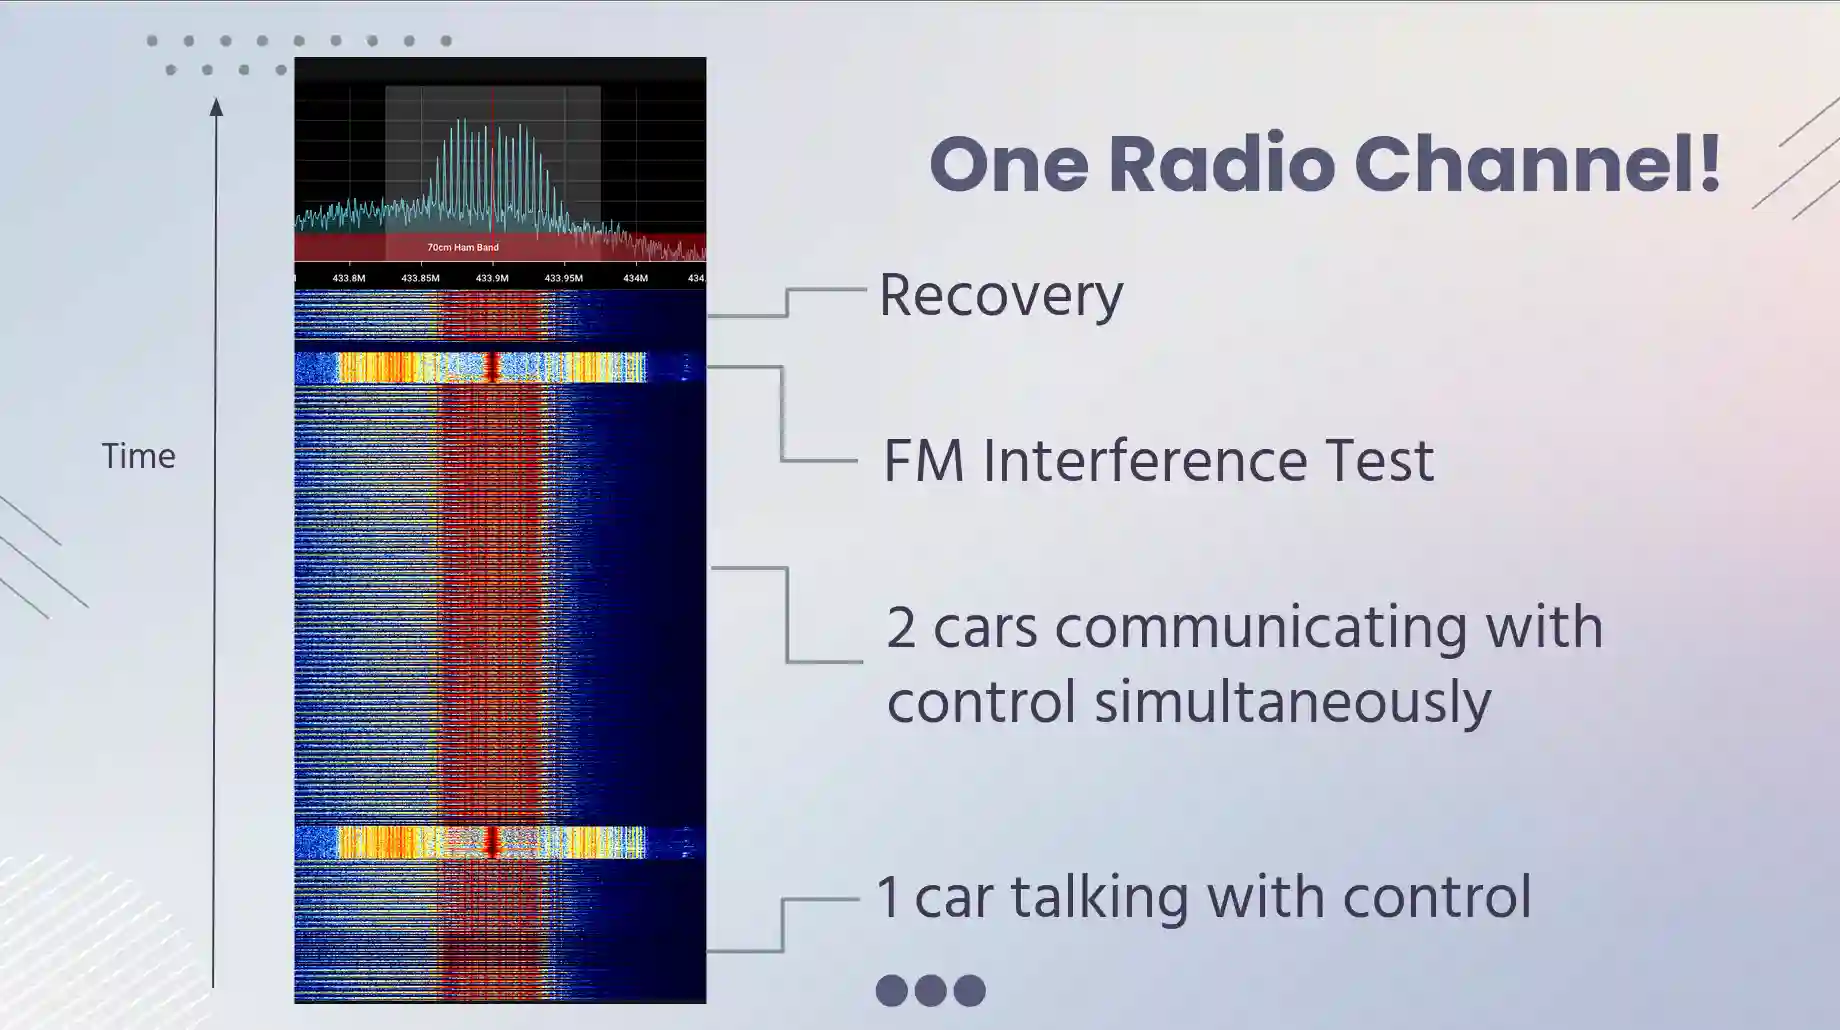 One Radio Channel!
70cm Ham Band
433.8M 433.85M 433.9M 433.95M 434M 434.
Recovery
FM Interference Test
Time
2 cars communicating with
control simultaneously
1 car talking with control